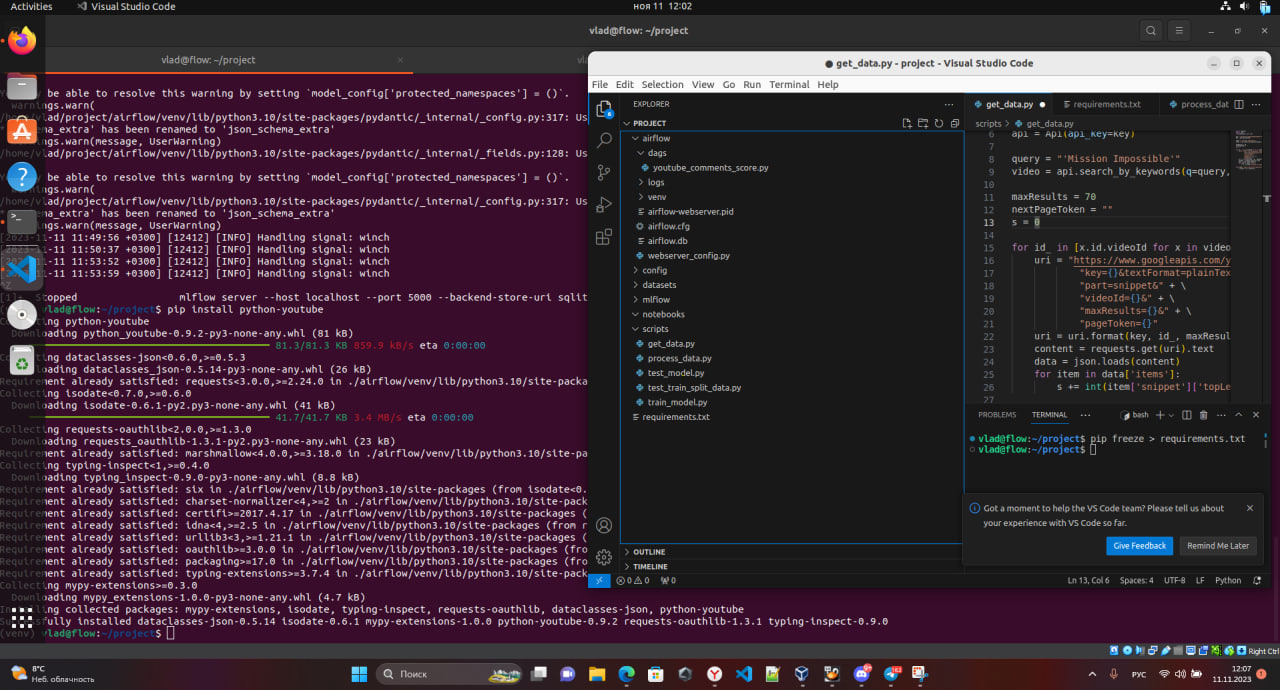 Activities
Visual Studio Code
ноя 11 12:02
vlad@flow: ~/project
vlad@flow: ~/project
be able to resolve this warning by setting `model_config['protected_namespaces'] = ()`.
warnings.warn(
/home/vlad/project/airflow/venv/lib/python3.10/site-packages/pydantic/_internal/_config.py:317: Us
_extra' has been renamed to 'json_schema_extra'
warnings.warn(message, UserWarning)
/home/vlad/project/airflow/venv/lib/python3.10/site-packages/pydantic/_internal/_fields.py:128: Us
be able to resolve this warning by setting `model_config['protected_namespaces'] = ()`.
warnings.warn(
/home/vlad/project/airflow/venv/lib/python3.10/site-packages/pydantic/_internal/_config.py:317: Us
_extra' has been renamed to 'json_schema_extra'
warnings.warn(message, UserWarning)
[2023-11-11 11:49:56 +0300] [12412] [INFO] Handling signal: winch
[2023-11-11 11:50:37 +0300] [12412] [INFO] Handling signal: winch
[2023-11-11 11:53:52 +0300] [12412] [INFO] Handling signal: winch
[2023-11-11 11:53:59 +0300] [12412] [INFO] Handling signal: winch
^Z
[1]+ Stopped mlflow server --host localhost --port 5000 --backend-store-uri sqlit
vlad@flow:~/project$ pip install python-youtube
Collecting python-youtube
Downloading python_youtube-0.9.2-py3-none-any.whl (81 kB)
81.3/81.3 KB 859.9 kB/s eta 0:00:00
Collecting dataclasses-json<0.6.0,>=0.5.3
Downloading dataclasses_json-0.5.14-py3-none-any.whl (26 kB)
Requirement already satisfied: requests<3.0.0,>=2.24.0 in ./airflow/venv/lib/python3.10/site-packa
Collecting isodate<0.7.0,>=0.6.0
Downloading isodate-0.6.1-py2.py3-none-any.whl (41 kB)
41.7/41.7 KB 3.4 MB/s eta 0:00:00
Collecting requests-oauthlib<2.0.0,>=1.3.0
Downloading requests_oauthlib-1.3.1-py2.py3-none-any.whl (23 kB)
Requirement already satisfied: marshmallow<4.0.0,>=3.18.0 in ./airflow/venv/lib/python3.10/site-pa
Collecting typing-inspect<1,>=0.4.0
Downloading typing_inspect-0.9.0-py3-none-any.whl (8.8 kB)
Requirement already satisfied: six in ./airflow/venv/lib/python3.10/site-packages (from isodate<0.
Requirement already satisfied: charset-normalizer<4,>=2 in ./airflow/venv/lib/python3.10/site-pack
Requirement already satisfied: certifi>=2017.4.17 in ./airflow/venv/lib/python3.10/site-packages (
Requirement already satisfied: idna<4,>=2.5 in ./airflow/venv/lib/python3.10/site-packages (from r
Requirement already satisfied: urllib3<3,>=1.21.1 in ./airflow/venv/lib/python3.10/site-packages (
Requirement already satisfied: oauthlib>=3.0.0 in ./airflow/venv/lib/python3.10/site-packages (fro
Requirement already satisfied: packaging>=17.0 in ./airflow/venv/lib/python3.10/site-packages (fro
Requirement already satisfied: typing-extensions>=3.7.4 in ./airflow/venv/lib/python3.10/site-pack
Collecting mypy-extensions>=0.3.0
Downloading mypy_extensions-1.0.0-py3-none-any.whl (4.7 kB)
Installing collected packages: mypy-extensions, isodate, typing-inspect, requests-oauthlib, dataclasses-json, python-youtube
Successfully installed dataclasses-json-0.5.14 isodate-0.6.1 mypy-extensions-1.0.0 python-youtube-0.9.2 requests-oauthlib-1.3.1 typing-inspect-0.9.0
(venv) vlad@flow:~/project$
● get_data.py - project - Visual Studio Code
File Edit Selection View Go Run Terminal Help
EXPLORER
PROJECT
airflow
dags
youtube_comments_score.py
logs
venv
airflow-webserver.pid
airflow.cfg
airflow.db
webserver_config.py
config
datasets
mlflow
notebooks
scripts
get_data.py
process_data.py
test_model.py
test_train_split_data.py
train_model.py
requirements.txt
OUTLINE
TIMELINE
get_data.py
requirements.txt
process_dat
scripts > get_data.py
6 api = Api(api_key=key)
7
8 query = "'Mission Impossible'"
9 video = api.search_by_keywords(q=query,
10
11 maxResults = 70
12 nextPageToken = ""
13 s = 0
14
15 for id_ in [x.id.videoId for x in video
16 uri = "https://www.googleapis.com/y
17 "key={}&textFormat=plainTex
18 "part=snippet&" + \
19 "videoId={}&" + \
20 "maxResults={}&" + \
21 "pageToken={}"
22 uri = uri.format(key, id_, maxResul
23 content = requests.get(uri).text
24 data = json.loads(content)
25 for item in data['items']:
26 s += int(item['snippet']['topLe
27
PROBLEMS TERMINAL bash
vlad@flow:~/project$ pip freeze > requirements.txt
vlad@flow:~/project$
Got a moment to help the VS Code team? Please tell us about
your experience with VS Code so far.
Give Feedback
Remind Me Later
0 0 0
Ln 13, Col 6 Spaces: 4 UTF-8 LF Python
Right Ctrl
8°C
Неб. облачность
Поиск
РУС
12:07
11.11.2023